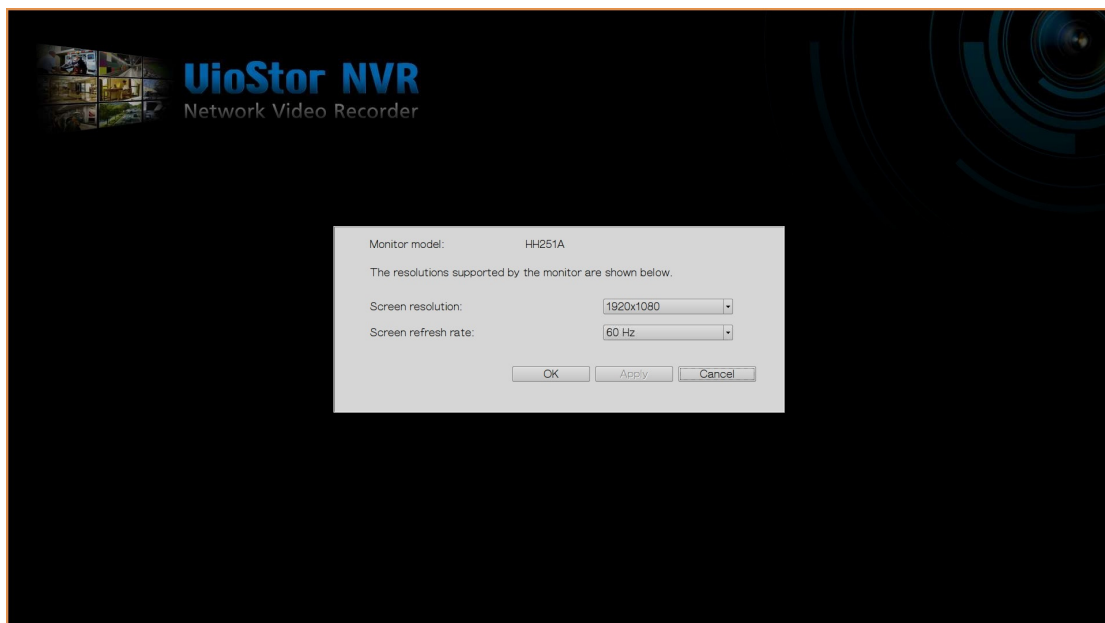 VioStor NVR
Network Video Recorder
Monitor model: HH251A
The resolutions supported by the monitor are shown below.
Screen resolution: 1920x1080
Screen refresh rate: 60 Hz
OK Apply Cancel